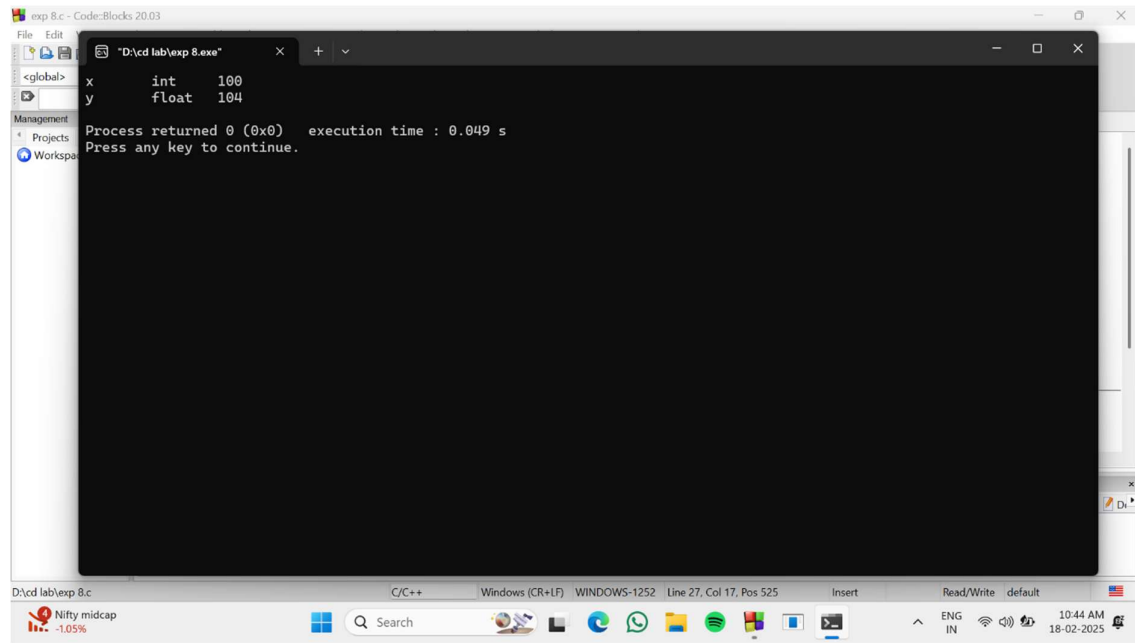 exp 8.c - Code::Blocks 20.03
File Edit
"D:\cd lab\exp 8.exe"
<global>
x int 100
y float 104
Management
Projects
Process returned 0 (0x0) execution time : 0.049 s
Press any key to continue.
D:\cd lab\exp 8.c C/C++ Windows (CR+LF) WINDOWS-1252 Line 27, Col 17, Pos 525 Insert Read/Write default
4
Nifty midcap
-1.05%
Search
ENG
IN
10:44 AM
18-02-2025